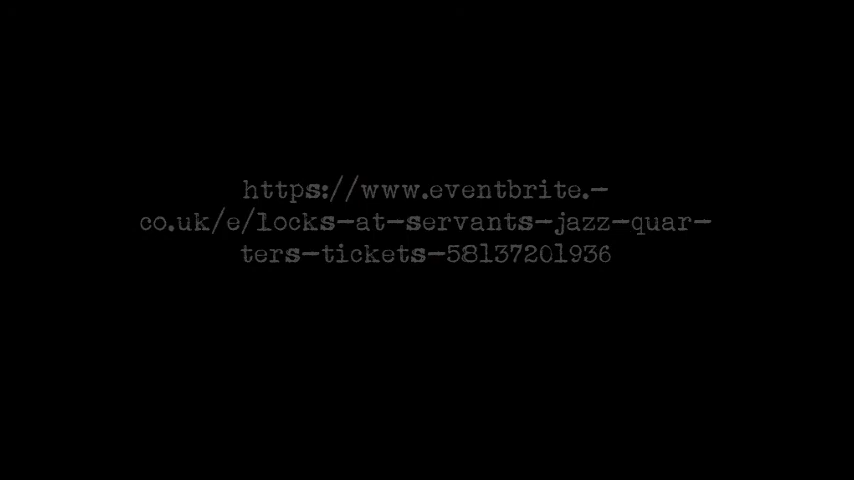 https://www.eventbrite.-
co.uk/e/locks-at-servants-jazz-quar-
ters-tickets-58137201936